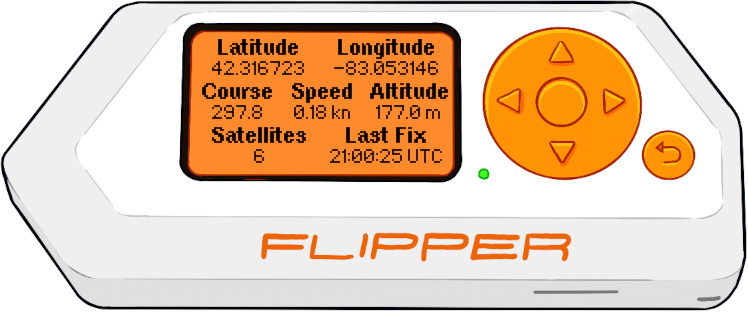 Latitude Longitude
42.316723 -83.053146
Course Speed Altitude
297.8 0.18 kn 177.0 m
Satellites Last Fix
6 21:00:25 UTC
FLIPPER